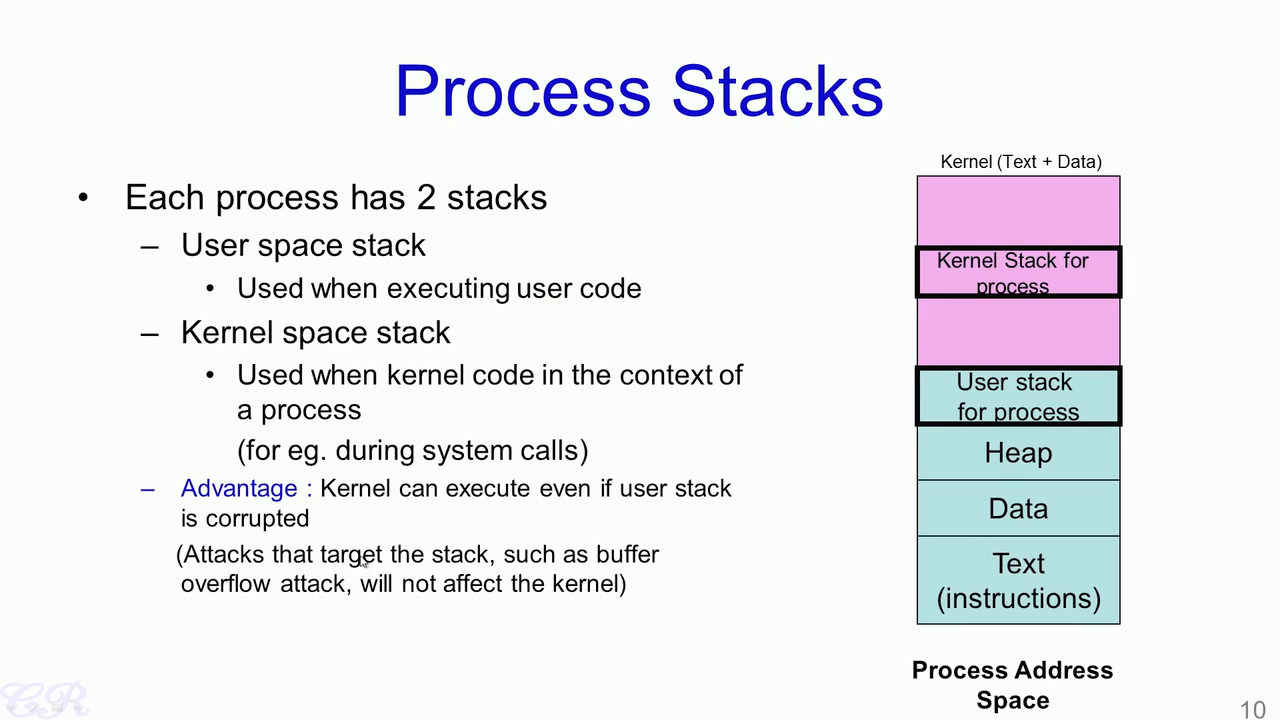 Process Stacks
• Each process has 2 stacks
– User space stack
• Used when executing user code
– Kernel space stack
• Used when kernel code in the context of
a process
(for eg. during system calls)
– Advantage : Kernel can execute even if user stack
is corrupted
(Attacks that target the stack, such as buffer
overflow attack, will not affect the kernel)
Kernel (Text + Data)
Kernel Stack for
process
User stack
for process
Heap
Data
Text
(instructions)
Process Address
Space
CR
10